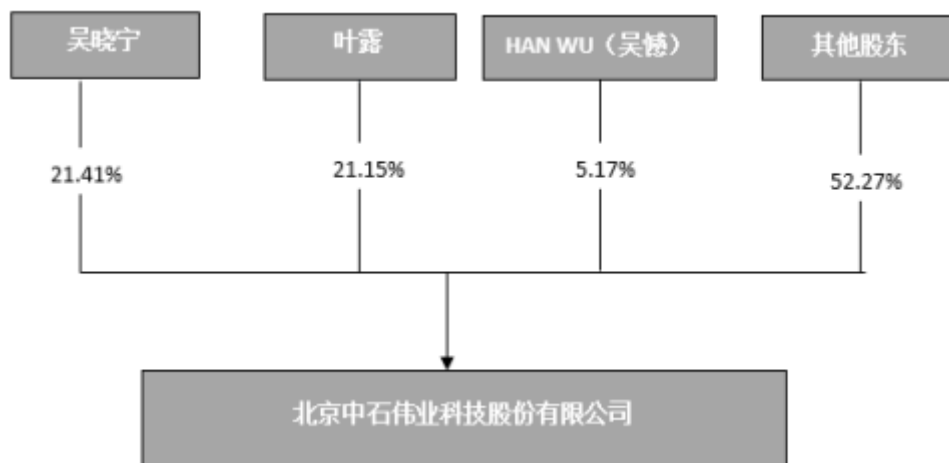 吴晓宁
叶露
HAN WU（吴憾）
其他股东
21.41%
21.15%
5.17%
52.27%
北京中石伟业科技股份有限公司